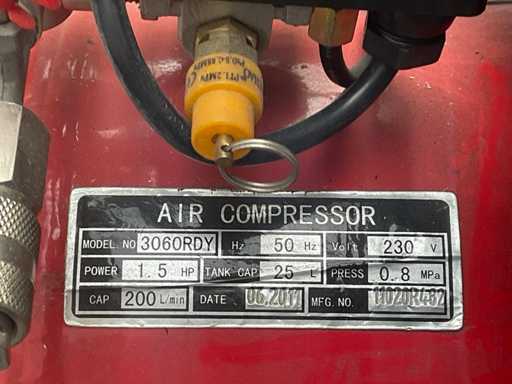 AIR COMPRESSOR
MODEL. NO 3060RDY Hz 50 Hz Volt 230 V
POWER 1.5 HP TANK CAP 25 L PRESS 0.8 MPa
CAP 200 L/min DATE 06.2017 MFG. NO. 11020R482